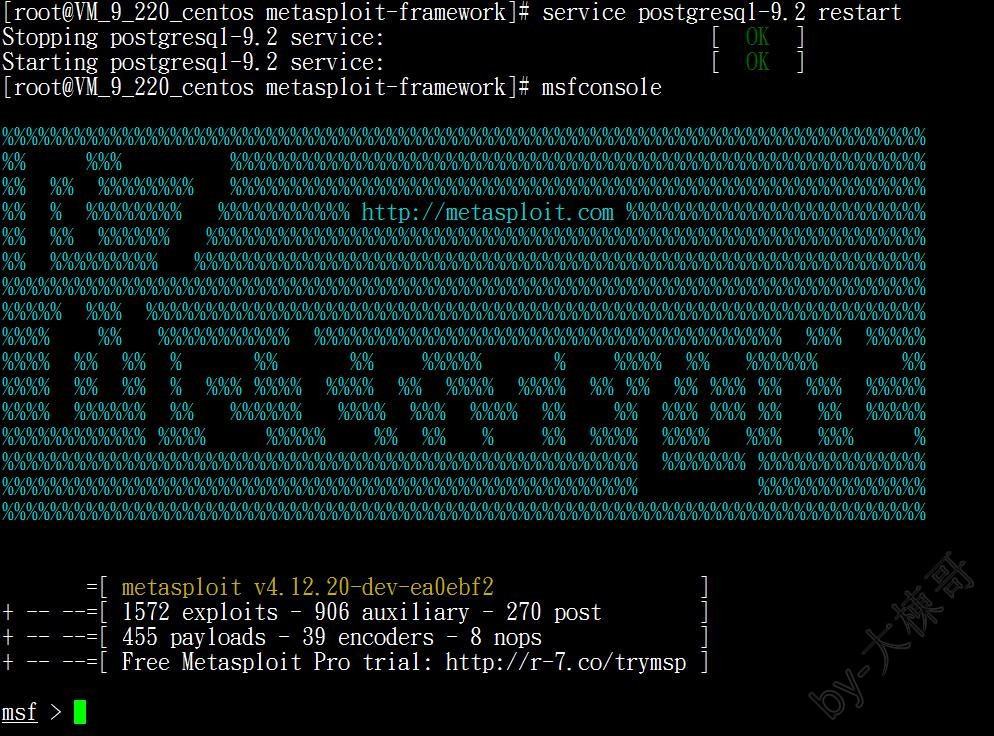 [root@VM_9_220_centos metasploit-framework]# service postgresql-9.2 restart
Stopping postgresql-9.2 service:                           [  OK  ]
Starting postgresql-9.2 service:                           [  OK  ]
[root@VM_9_220_centos metasploit-framework]# msfconsole
http://metasploit.com
=[ metasploit v4.12.20-dev-ea0ebf2                 ]
+ -- --=[ 1572 exploits - 906 auxiliary - 270 post         ]
+ -- --=[ 455 payloads - 39 encoders - 8 nops              ]
+ -- --=[ Free Metasploit Pro trial: http://r-7.co/trymsp ]
msf >
by-大楝哥